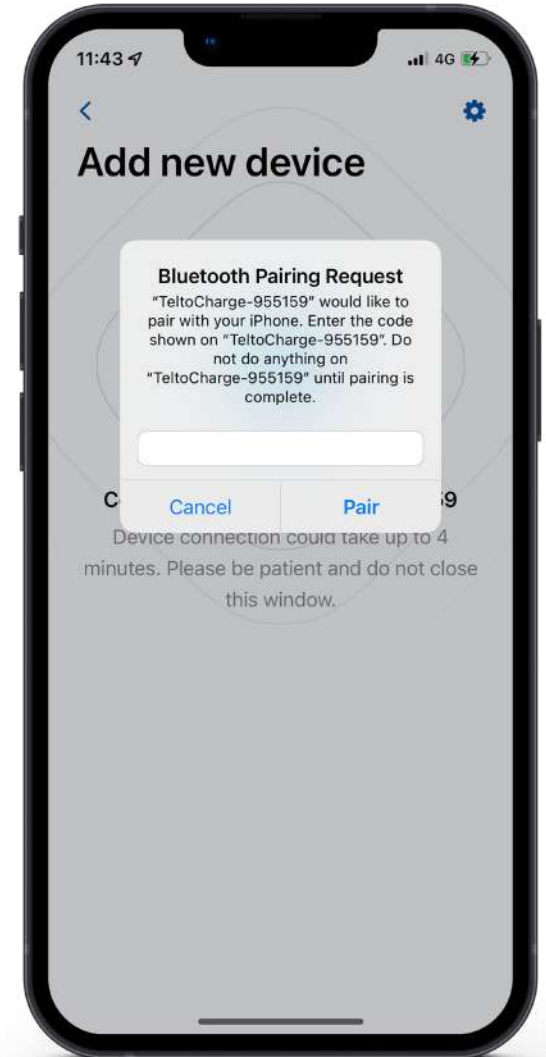 11:43
4G
Add new device
Bluetooth Pairing Request
"TeltoCharge-955159" would like to
pair with your iPhone. Enter the code
shown on "TeltoCharge-955159". Do
not do anything on
"TeltoCharge-955159" until pairing is
complete.
Cancel
Pair
C
9
Device connection could take up to 4
minutes. Please be patient and do not close
this window.